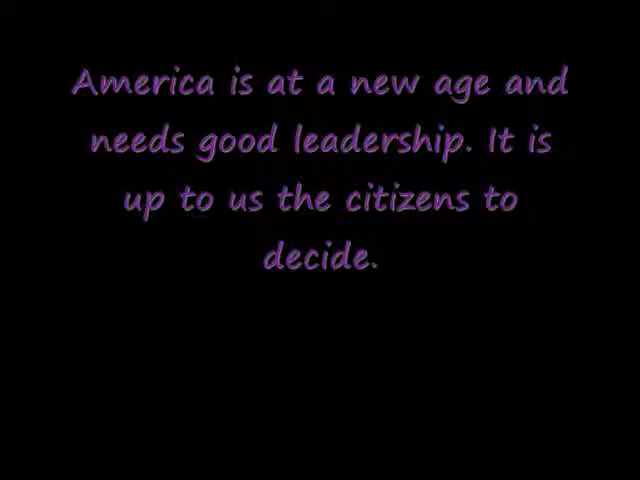 America is at a new age and
needs good leadership. It is
up to us the citizens to
decide.